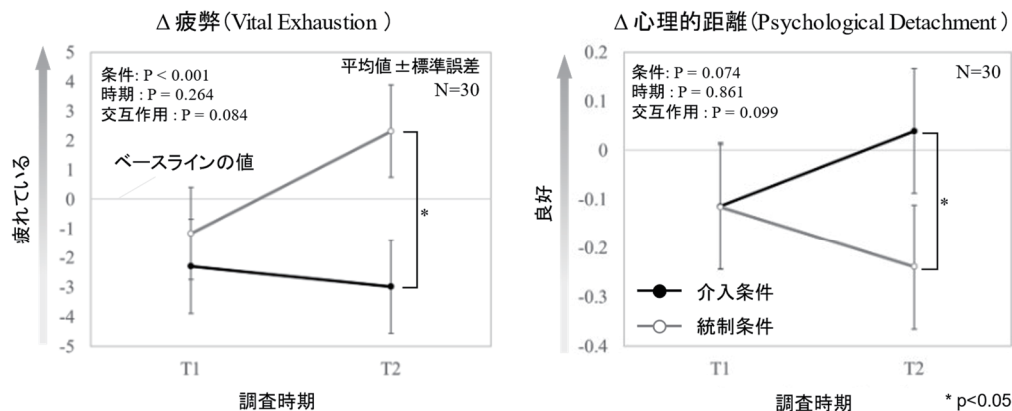 Δ 疲弊（Vital Exhaustion）
5
4
3
2
1
0
-1
-2
-3
-4
-5
疲れている
条件: P < 0.001
時期 : P = 0.264
交互作用 : P = 0.084
平均値 ± 標準誤差
N=30
ベースラインの値
*
T1
T2
調査時期
Δ 心理的距離（Psychological Detachment ）
0.2
0.1
0
-0.1
-0.2
-0.3
-0.4
良好
条件: P = 0.074
時期 : P = 0.861
交互作用 : P = 0.099
N=30
*
介入条件
統制条件
T1
T2
調査時期
* p<0.05